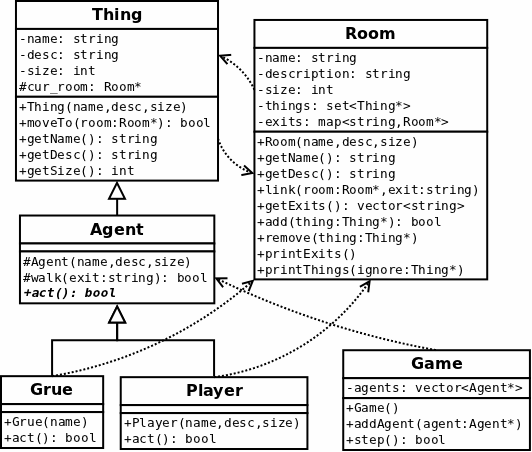 Thing
-name: string
-desc: string
-size: int
#cur_room: Room*
+Thing(name,desc,size)
+moveTo(room:Room*): bool
+getName(): string
+getDesc(): string
+getSize(): int
Room
-name: string
-description: string
-size: int
-things: set<Thing*>
-exits: map<string,Room*>
+Room(name,desc,size)
+getName(): string
+getDesc(): string
+link(room:Room*,exit:string)
+getExits(): vector<string>
+add(thing:Thing*): bool
+remove(thing:Thing*)
+printExits()
+printThings(ignore:Thing*)
Agent
#Agent(name,desc,size)
#walk(exit:string): bool
+act(): bool
Grue
+Grue(name)
+act(): bool
Player
+Player(name,desc,size)
+act(): bool
Game
-agents: vector<Agent*>
+Game()
+addAgent(agent:Agent*)
+step(): bool